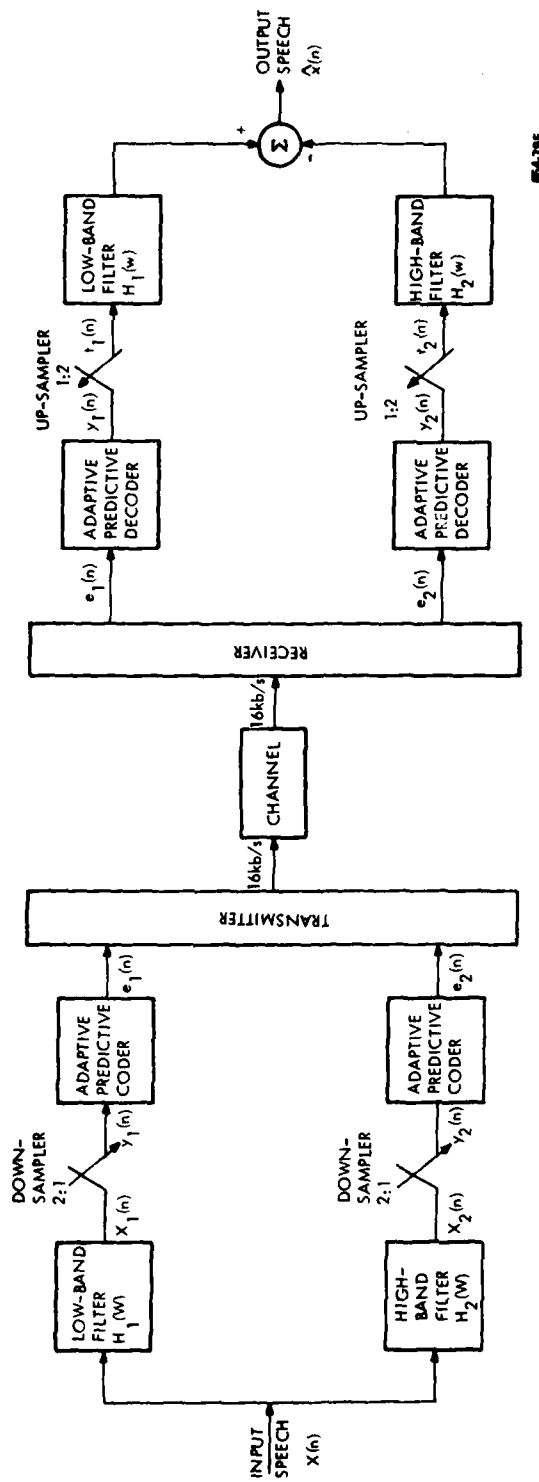 INPUT
SPEECH
X(n)
LOW-BAND
FILTER
H₁(W)
X₁(n)
DOWN-
SAMPLER
2:1
y₁(n)
ADAPTIVE
PREDICTIVE
CODER
e₁(n)
HIGH-
BAND
FILTER
H₂(W)
X₂(n)
DOWN-
SAMPLER
2:1
y₂(n)
ADAPTIVE
PREDICTIVE
CODER
e₂(n)
TRANSMITTER
16kb/s
CHANNEL
16kb/s
RECEIVER
e₁(n)
ADAPTIVE
PREDICTIVE
DECODER
y₁(n)
UP-SAMPLER
1:2
t₁(n)
LOW-BAND
FILTER
H₁(w)
e₂(n)
ADAPTIVE
PREDICTIVE
DECODER
y₂(n)
UP-SAMPLER
1:2
t₂(n)
HIGH-BAND
FILTER
H₂(w)
+
Σ
-
OUTPUT
SPEECH
x̂(n)